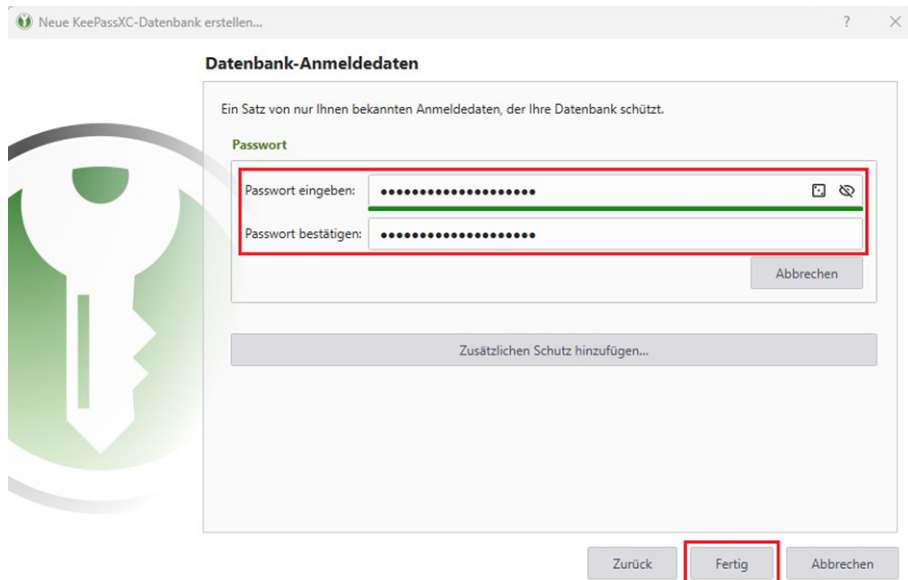 Neue KeePassXC-Datenbank erstellen...
Datenbank-Anmeldedaten
Ein Satz von nur Ihnen bekannten Anmeldedaten, der Ihre Datenbank schützt.
Passwort
Passwort eingeben: ••••••••••••••••••••
Passwort bestätigen: ••••••••••••••••••••
Abbrechen
Zusätzlichen Schutz hinzufügen...
Zurück Fertig Abbrechen